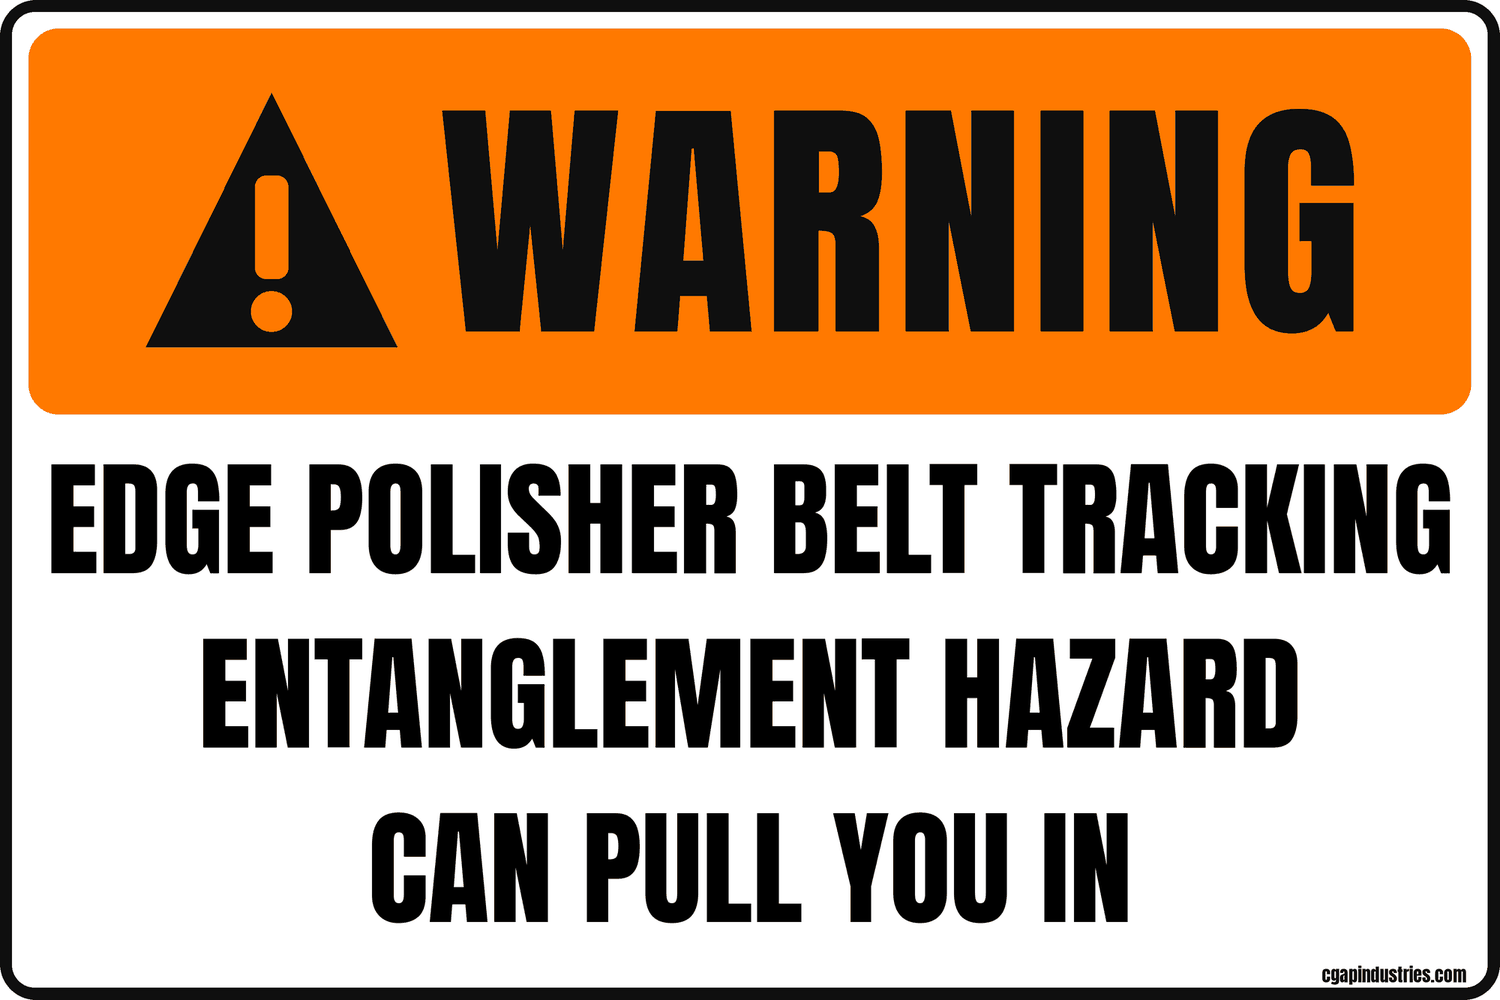 WARNING
EDGE POLISHER BELT TRACKING
ENTANGLEMENT HAZARD
CAN PULL YOU IN
cgapindustries.com